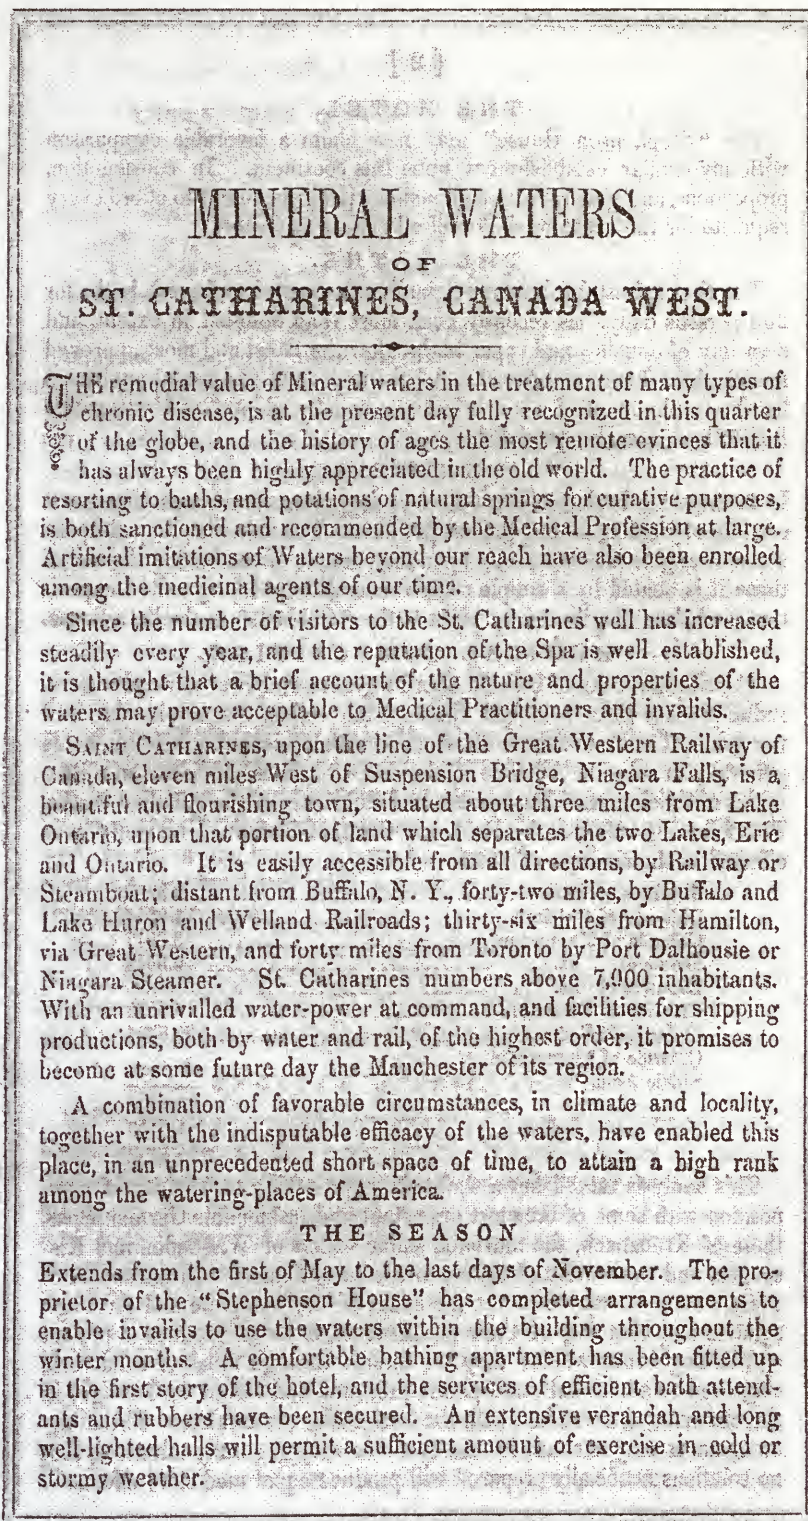 MINERAL WATERS
OF
ST. CATHARINES, CANADA WEST.
THE remedial value of Mineral waters in the treatment of many types of
chronic disease, is at the present day fully recognized in this quarter
of the globe, and the history of ages the most remote evinces that it
has always been highly appreciated in the old world. The practice of
resorting to baths, and potations of natural springs for curative purposes,
is both sanctioned and recommended by the Medical Profession at large.
Artificial imitations of Waters beyond our reach have also been enrolled
among the medicinal agents of our time.
Since the number of visitors to the St. Catharines well has increased
steadily every year, and the reputation of the Spa is well established,
it is thought that a brief account of the nature and properties of the
waters may prove acceptable to Medical Practitioners and invalids.
SAINT CATHARINES, upon the line of the Great Western Railway of
Canada, eleven miles West of Suspension Bridge, Niagara Falls, is a
beautiful and flourishing town, situated about three miles from Lake
Ontario, upon that portion of land which separates the two Lakes, Erie
and Ontario. It is easily accessible from all directions, by Railway or
Steamboat; distant from Buffalo, N. Y., forty-two miles, by Buffalo and
Lake Huron and Welland Railroads; thirty-six miles from Hamilton,
via Great Western, and forty miles from Toronto by Port Dalhousie or
Niagara Steamer. St. Catharines numbers above 7,000 inhabitants.
With an unrivalled water-power at command, and facilities for shipping
productions, both by water and rail, of the highest order, it promises to
become at some future day the Manchester of its region.
A combination of favorable circumstances, in climate and locality,
together with the indisputable efficacy of the waters, have enabled this
place, in an unprecedented short space of time, to attain a high rank
among the watering-places of America.
THE SEASON
Extends from the first of May to the last days of November. The pro-
prietor of the "Stephenson House" has completed arrangements to
enable invalids to use the waters within the building throughout the
winter months. A comfortable bathing apartment has been fitted up
in the first story of the hotel, and the services of efficient bath attend-
ants and rubbers have been secured. An extensive verandah and long
well-lighted halls will permit a sufficient amount of exercise in cold or
stormy weather.